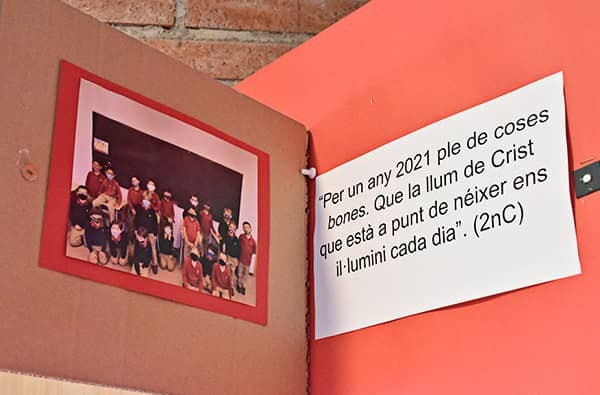 “Per un any 2021 ple de coses
bones. Que la llum de Crist
que està a punt de néixer ens
il·lumini cada dia”. (2nC)